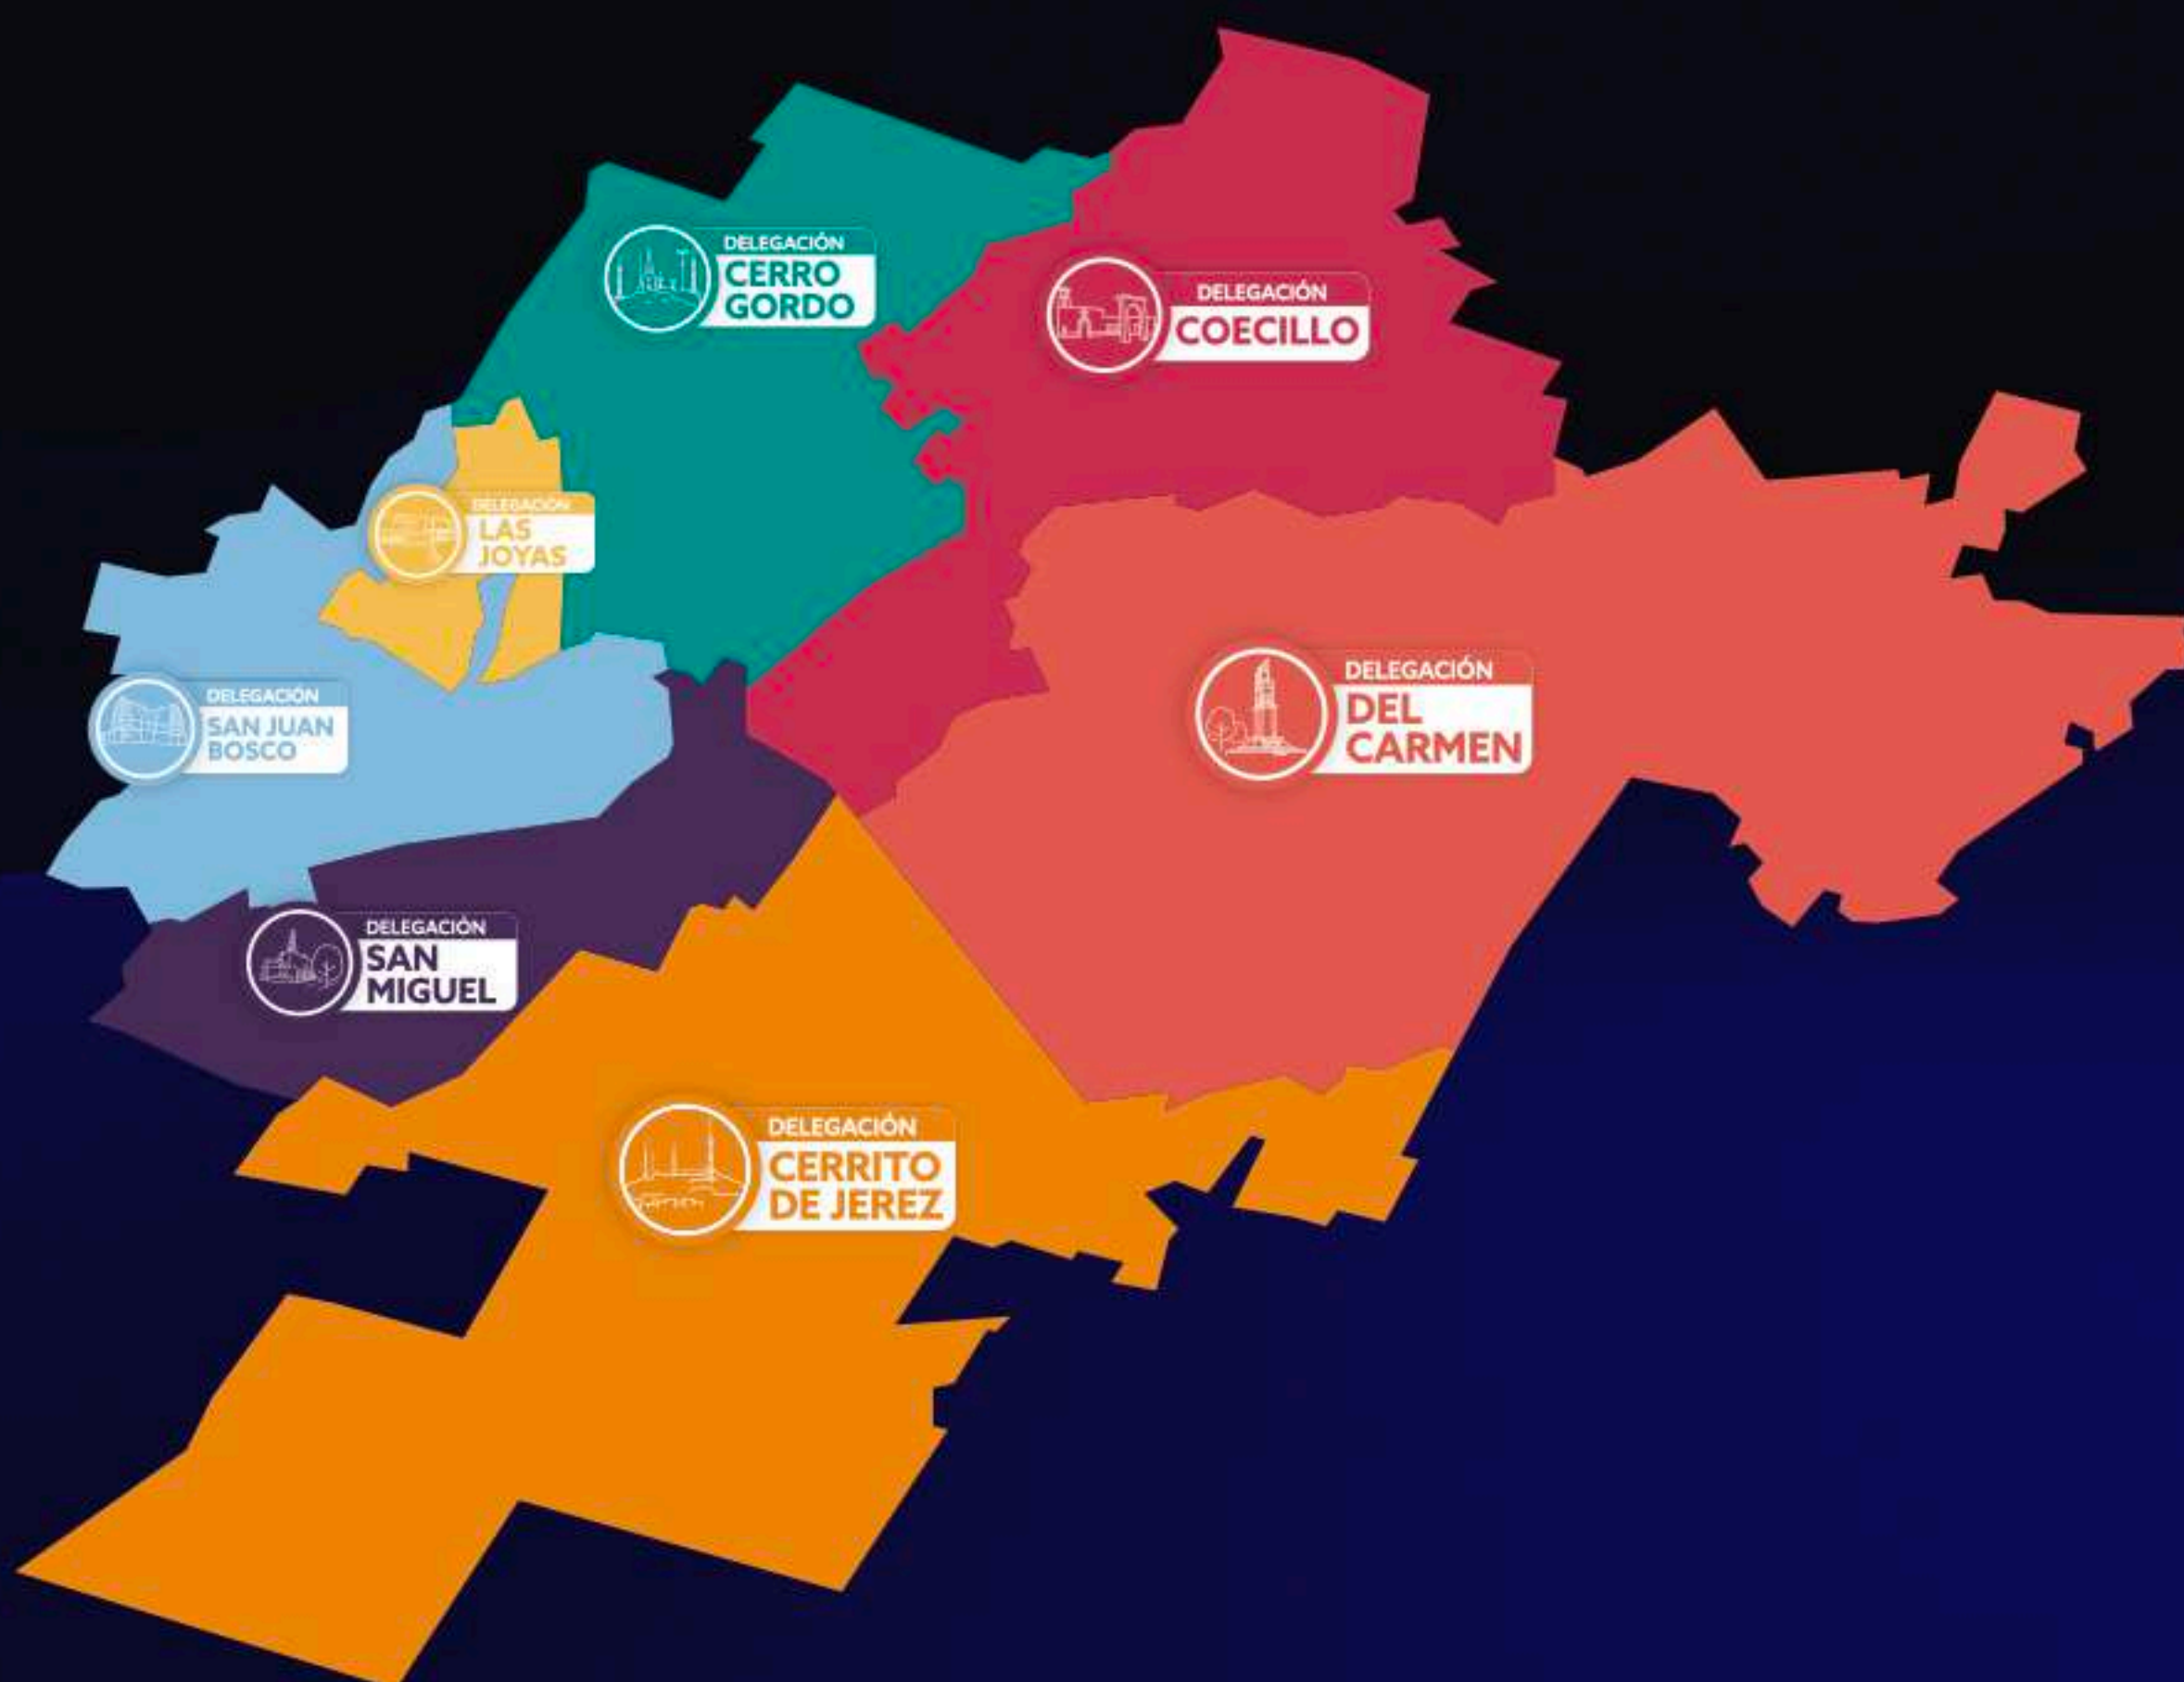 DELEGACIÓN
CERRO
GORDO
DELEGACIÓN
COECILLO
DELEGACIÓN
LAS
JOYAS
DELEGACIÓN
SAN JUAN
BOSCO
DELEGACIÓN
DEL
CARMEN
DELEGACIÓN
SAN
MIGUEL
DELEGACIÓN
CERRITO
DE JEREZ